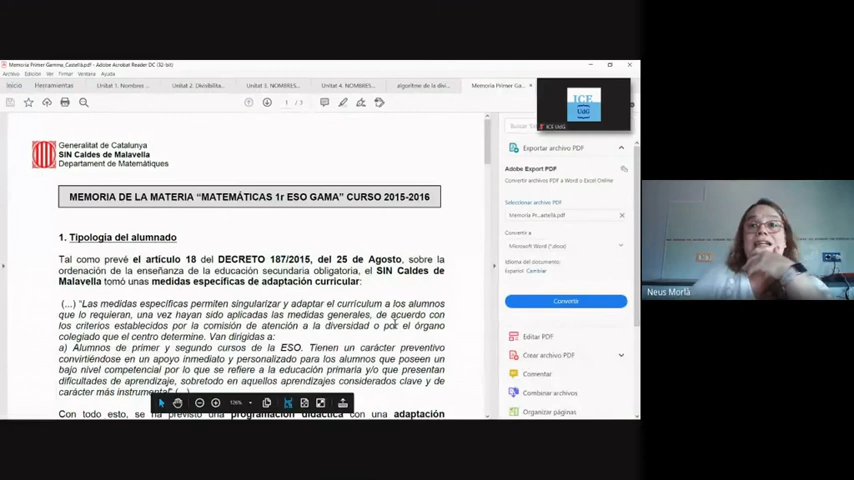 Memoria Primer Gamma_Castellà.pdf - Adobe Acrobat Reader DC (32-bit)
Archivo Edición Ver Firmar Ventana Ayuda
Inicio Herramientas Unitat 1. Nombres ... Unitat 2. Divisibilita... Unitat 3. NOMBRES... Unitat 4. NOMBRES... algoritme de la divi... Memoria Primer Ga...
1 / 7
ICE
UdG
ICE UdG
Buscar
Generalitat de Catalunya
SIN Caldes de Malavella
Departament de Matemàtiques
MEMORIA DE LA MATERIA “MATEMÁTICAS 1r ESO GAMA” CURSO 2015-2016
1. Tipología del alumnado
Tal como prevé el artículo 18 del DECRETO 187/2015, del 25 de Agosto, sobre la
ordenación de la enseñanza de la educación secundaria obligatoria, el SIN Caldes de
Malavella tomó unas medidas específicas de adaptación curricular:
(...) “Las medidas específicas permiten singularizar y adaptar el currículum a los alumnos
que lo requieran, una vez hayan sido aplicadas las medidas generales, de acuerdo con
los criterios establecidos por la comisión de atención a la diversidad o por el órgano
colegiado que el centro determine. Van dirigidas a:
a) Alumnos de primer y segundo cursos de la ESO. Tienen un carácter preventivo
convirtiéndose en un apoyo inmediato y personalizado para los alumnos que poseen un
bajo nivel competencial por lo que se refiere a la educación primaria y/o que presentan
dificultades de aprendizaje, sobretodo en aquellos aprendizajes considerados clave y de
carácter más instrumental” (...)
Con todo esto, se ha previsto una programación didáctica con una adaptación
126%
Exportar archivo PDF
Adobe Export PDF
Convertir archivos PDF a Word o Excel Online
Seleccionar archivo PDF
Memoria Pr...astellà.pdf
Convertir a
Microsoft Word (*.docx)
Idioma del documento:
Español Cambiar
Convertir
Editar PDF
Crear archivo PDF
Comentar
Combinar archivos
Organizar páginas
Neus Morlà